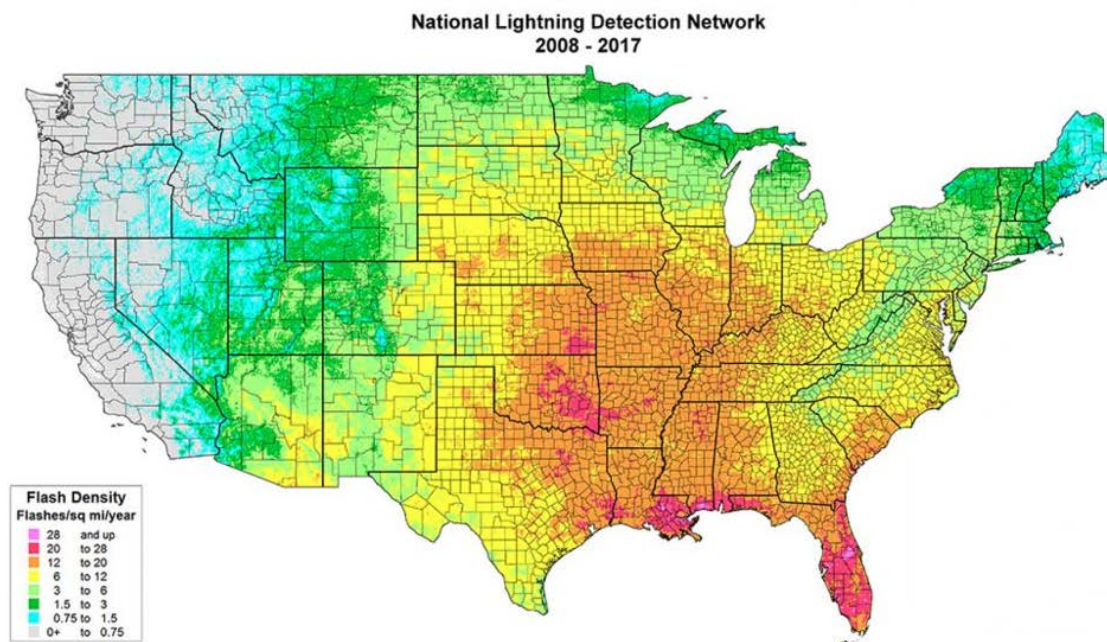 National Lightning Detection Network
2008 - 2017
Flash Density
Flashes/sq mi/year
28 and up
20 to 28
12 to 20
6 to 12
3 to 6
1.5 to 3
0.75 to 1.5
0+ to 0.75